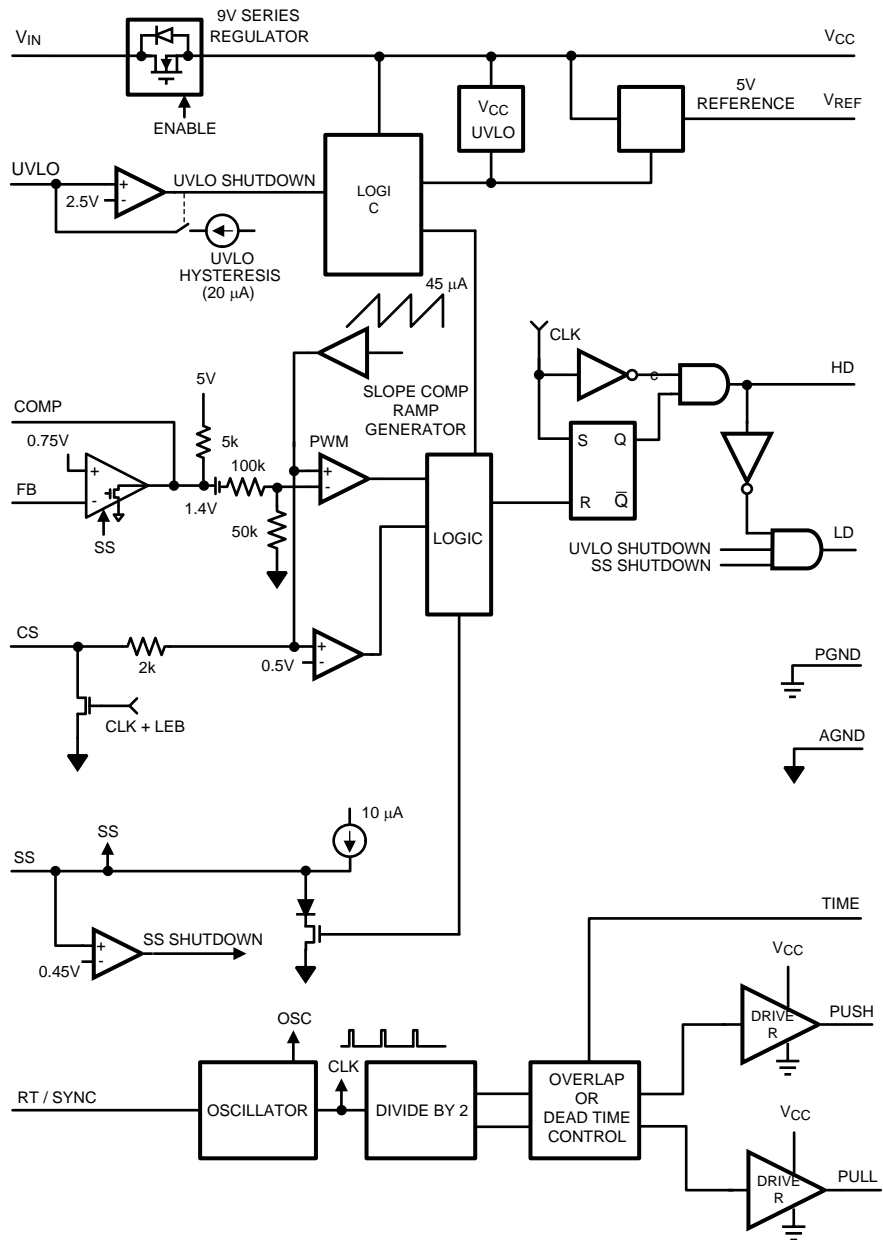 9V SERIES
REGULATOR
VIN
VCC
ENABLE
VCC
UVLO
5V
REFERENCE
VREF
UVLO
+
-
2.5V
UVLO SHUTDOWN
LOGI
C
UVLO
HYSTERESIS
(20 μA)
45 μA
CLK
c
HD
SLOPE COMP
RAMP
GENERATOR
5V
COMP
0.75V
+
-
5k
100k
PWM
+
-
FB
1.4V
50k
SS
LOGIC
S
Q
R
Q̅
LD
UVLO SHUTDOWN
SS SHUTDOWN
CS
2k
0.5V
+
-
PGND
CLK + LEB
AGND
10 μA
SS
SS
TIME
+
-
0.45V
SS SHUTDOWN
VCC
OSC
DRIVE
R
PUSH
CLK
RT / SYNC
OSCILLATOR
DIVIDE BY 2
OVERLAP
OR
DEAD TIME
CONTROL
VCC
DRIVE
R
PULL